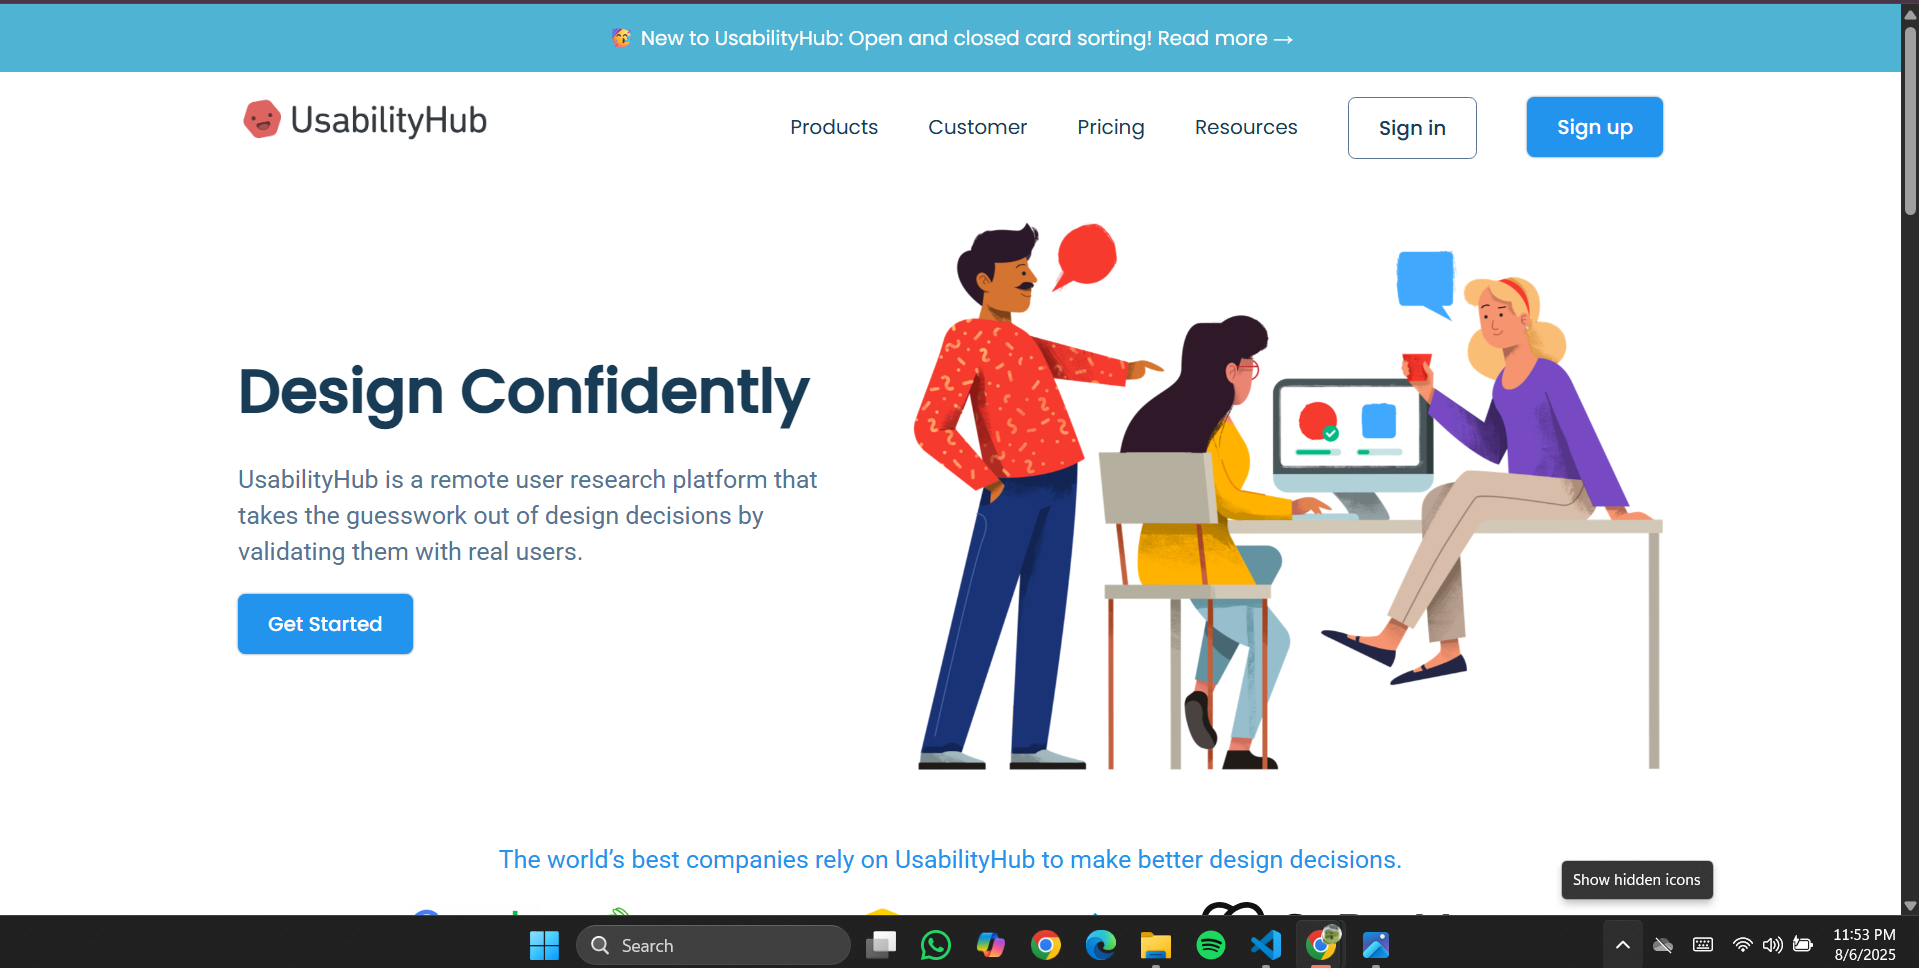 🥳 New to UsabilityHub: Open and closed card sorting! Read more →
UsabilityHub
Products Customer Pricing Resources Sign in Sign up
Design Confidently
UsabilityHub is a remote user research platform that
takes the guesswork out of design decisions by
validating them with real users.
Get Started
The world’s best companies rely on UsabilityHub to make better design decisions.
Show hidden icons
Search
11:53 PM
8/6/2025